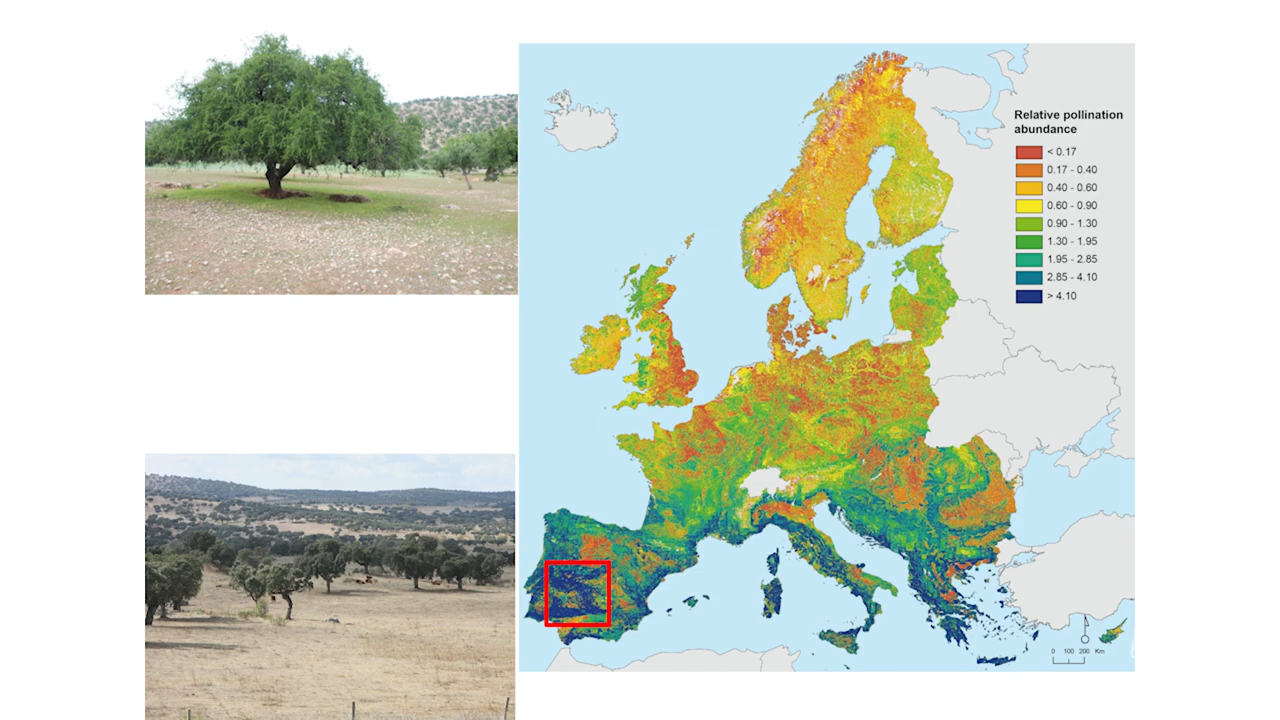 Relative pollination
abundance
< 0.17
0.17 - 0.40
0.40 - 0.60
0.60 - 0.90
0.90 - 1.30
1.30 - 1.95
1.95 - 2.85
2.85 - 4.10
> 4.10
0 100 200 Km